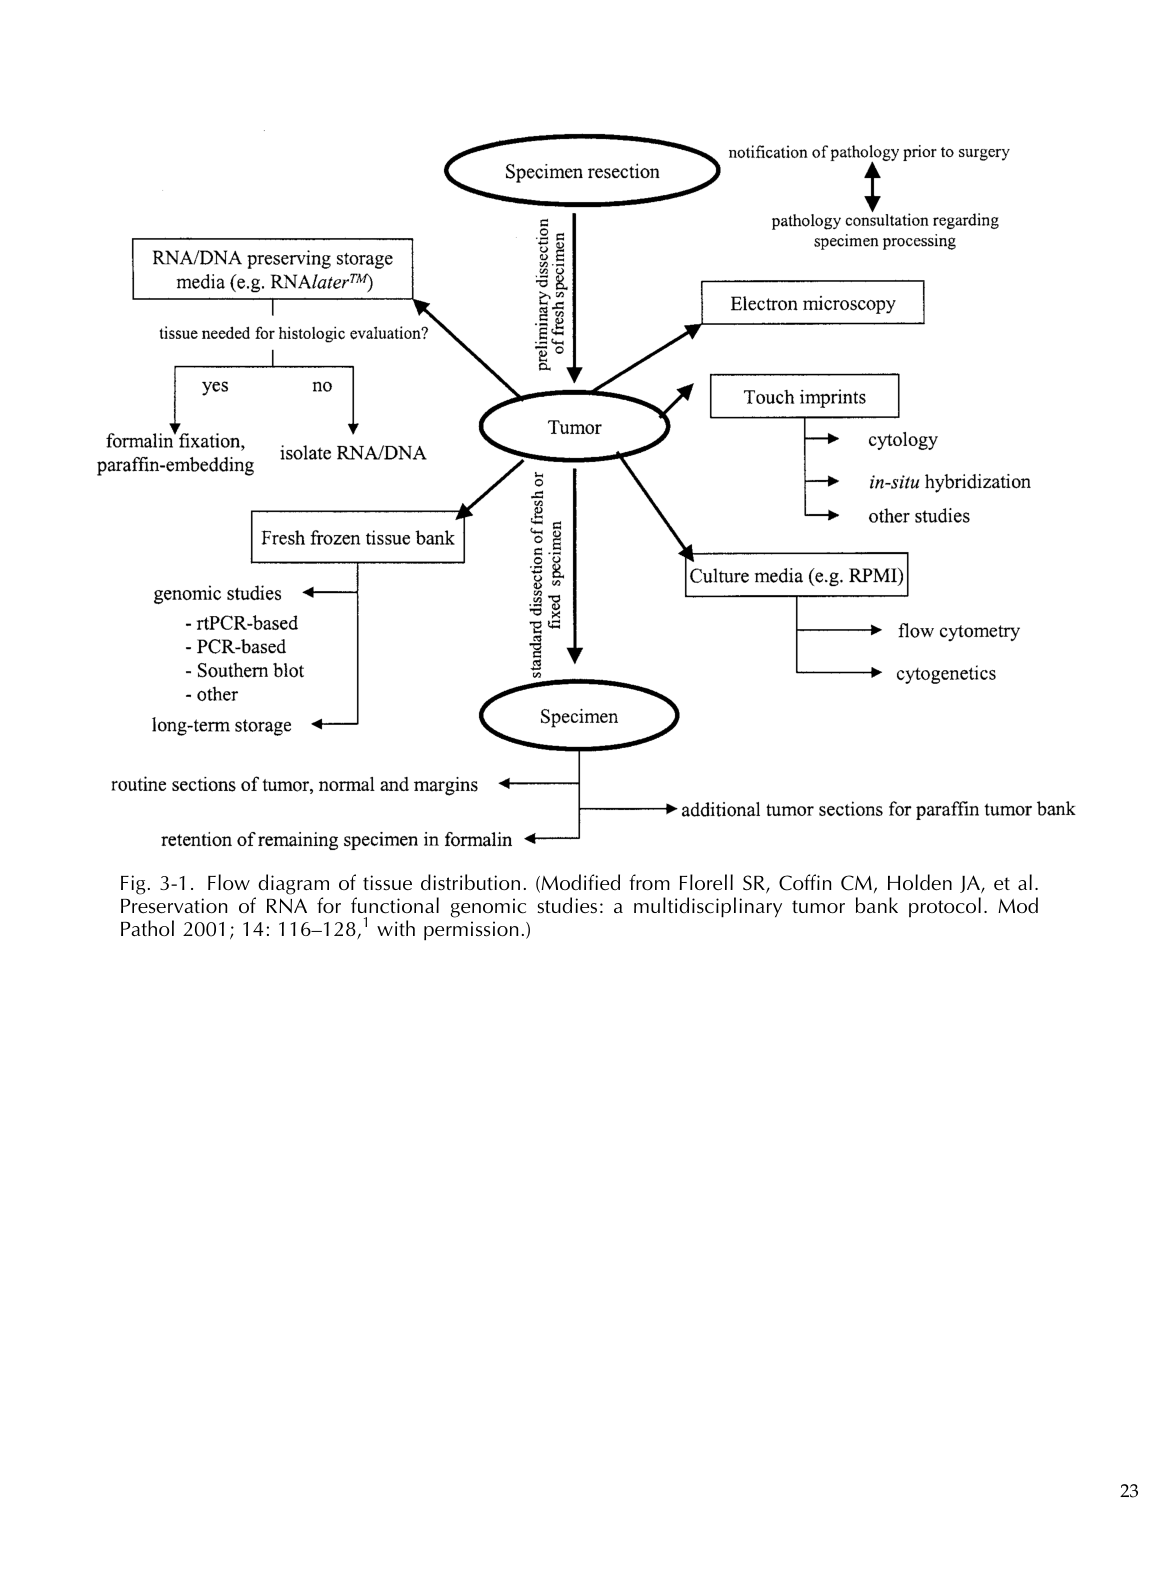 Specimen resection
notification of pathology prior to surgery
pathology consultation regarding
specimen processing
preliminary dissection
of fresh specimen
RNA/DNA preserving storage
media (e.g. RNAlater™)
tissue needed for histologic evaluation?
yes
no
formalin fixation,
paraffin-embedding
isolate RNA/DNA
Electron microscopy
Touch imprints
cytology
in-situ hybridization
other studies
Tumor
Fresh frozen tissue bank
genomic studies
- rtPCR-based
- PCR-based
- Southern blot
- other
long-term storage
standard dissection of fresh or
fixed specimen
Culture media (e.g. RPMI)
flow cytometry
cytogenetics
Specimen
routine sections of tumor, normal and margins
additional tumor sections for paraffin tumor bank
retention of remaining specimen in formalin
Fig. 3-1. Flow diagram of tissue distribution. (Modified from Florell SR, Coffin CM, Holden JA, et al.
Preservation of RNA for functional genomic studies: a multidisciplinary tumor bank protocol. Mod
Pathol 2001; 14: 116–128,1 with permission.)
23